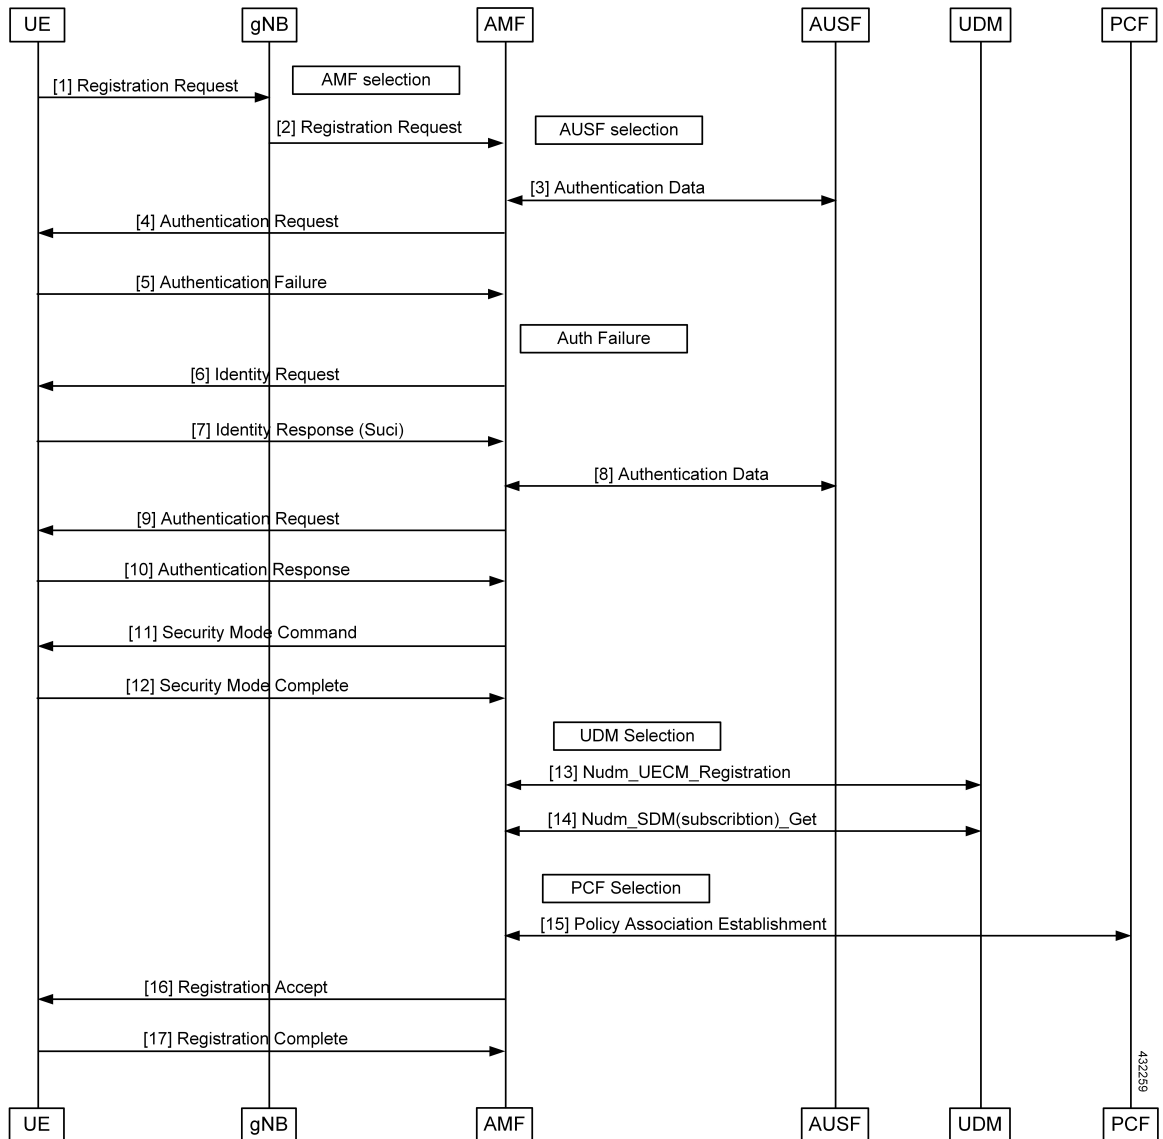 UE gNB AMF AUSF UDM PCF
AMF selection
[1] Registration Request
[2] Registration Request
AUSF selection
[3] Authentication Data
[4] Authentication Request
[5] Authentication Failure
Auth Failure
[6] Identity Request
[7] Identity Response (Suci)
[8] Authentication Data
[9] Authentication Request
[10] Authentication Response
[11] Security Mode Command
[12] Security Mode Complete
UDM Selection
[13] Nudm_UECM_Registration
[14] Nudm_SDM(subscribtion)_Get
PCF Selection
[15] Policy Association Establishment
[16] Registration Accept
[17] Registration Complete
432259
UE gNB AMF AUSF UDM PCF